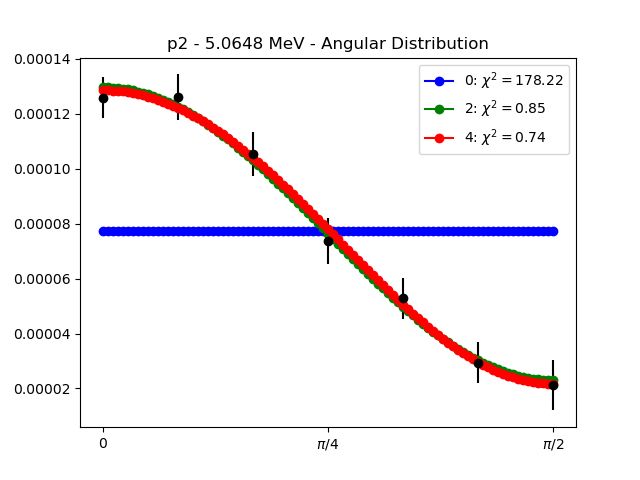 p2 - 5.0648 MeV - Angular Distribution
0.00014
0.00012
0.00010
0.00008
0.00006
0.00004
0.00002
0: χ² = 178.22
2: χ² = 0.85
4: χ² = 0.74
0
π/4
π/2